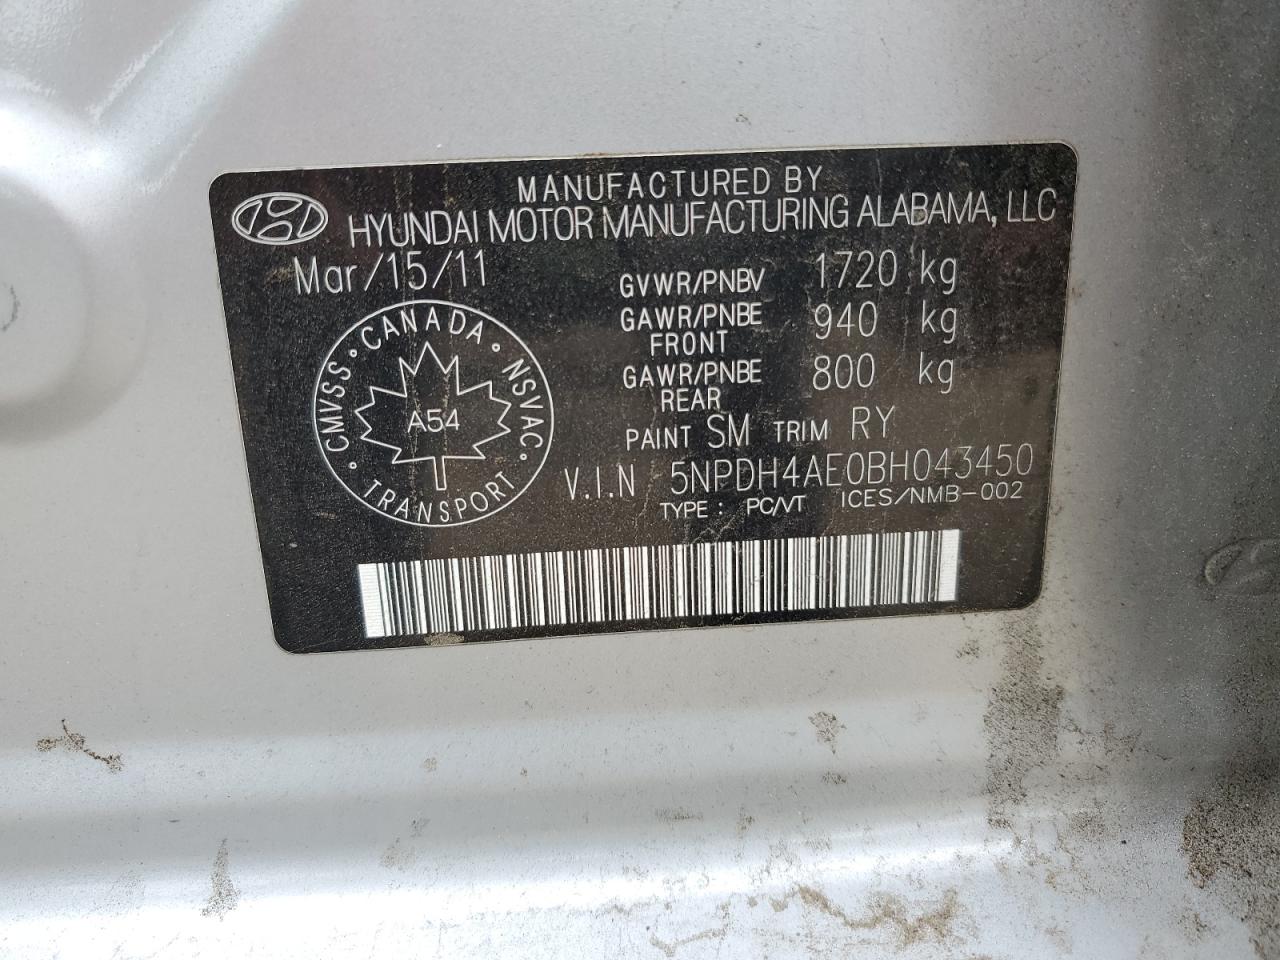 MANUFACTURED BY
HYUNDAI MOTOR MANUFACTURING ALABAMA, LLC
Mar/15/11
GVWR/PNBV 1720 kg
GAWR/PNBE FRONT 940 kg
GAWR/PNBE REAR 800 kg
CMVSS • CANADA • NSVAC • TRANSPORT •
A54
PAINT SM TRIM RY
V.I.N 5NPDH4AE0BH043450
TYPE : PC/VT ICES/NMB-002